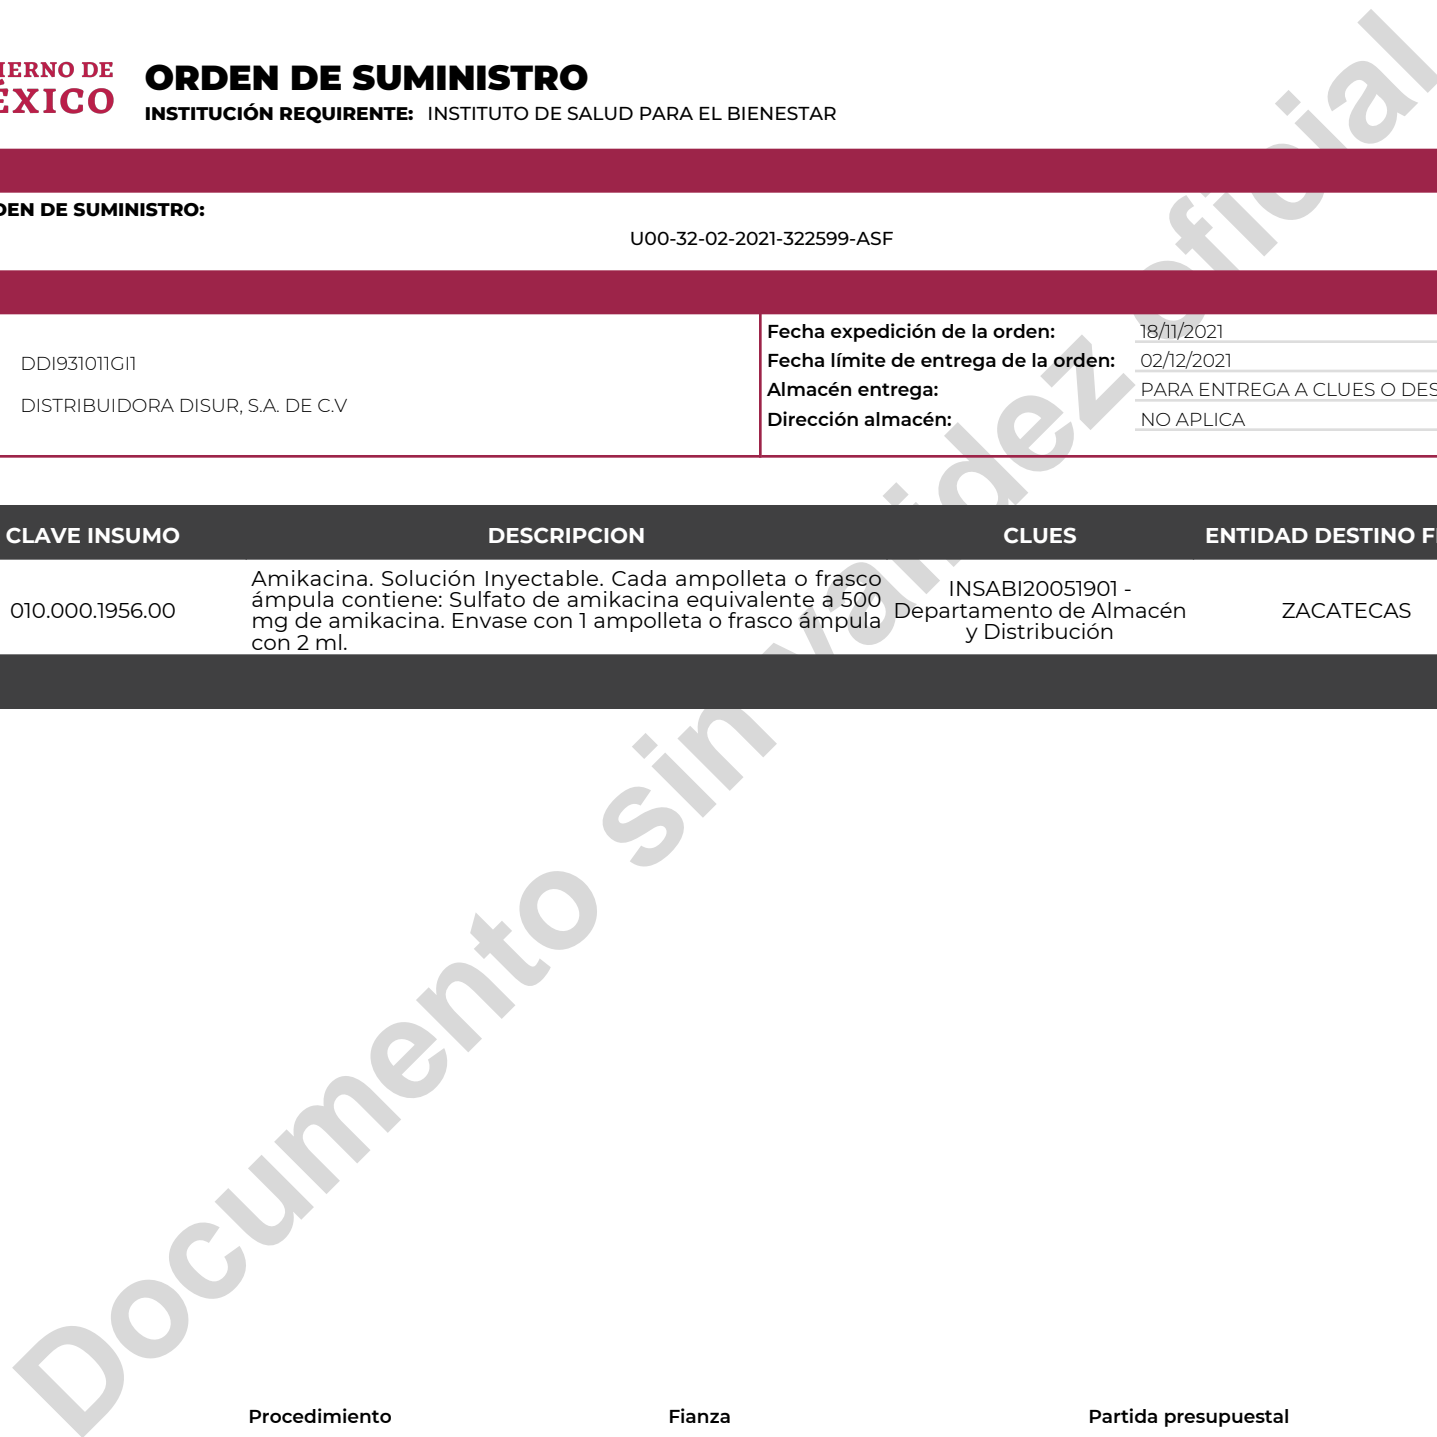 IERNO DE
ÉXICO
ORDEN DE SUMINISTRO
INSTITUCIÓN REQUIRENTE: INSTITUTO DE SALUD PARA EL BIENESTAR
DEN DE SUMINISTRO:
U00-32-02-2021-322599-ASF
DDI931011GI1
DISTRIBUIDORA DISUR, S.A. DE C.V
Fecha expedición de la orden: 18/11/2021
Fecha límite de entrega de la orden: 02/12/2021
Almacén entrega: PARA ENTREGA A CLUES O DES
Dirección almacén: NO APLICA
CLAVE INSUMO DESCRIPCION CLUES ENTIDAD DESTINO F
010.000.1956.00
Amikacina. Solución Inyectable. Cada ampolleta o frasco
ámpula contiene: Sulfato de amikacina equivalente a 500
mg de amikacina. Envase con 1 ampolleta o frasco ámpula
con 2 ml.
INSABI20051901 -
Departamento de Almacén
y Distribución
ZACATECAS
Documento sin validez oficial
Procedimiento Fianza Partida presupuestal